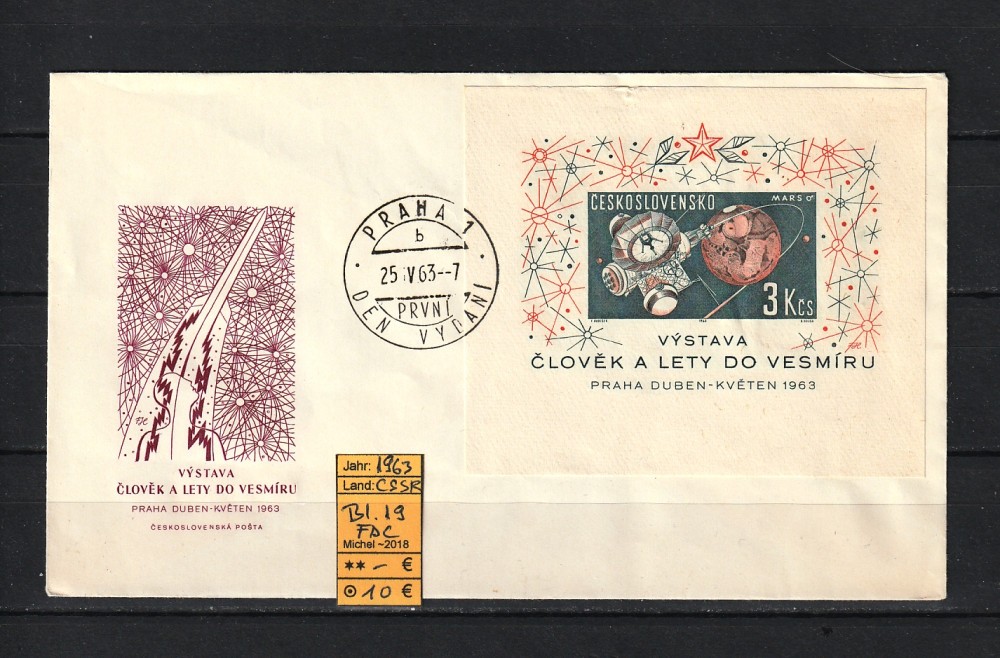 VÝSTAVA
ČLOVĚK A LETY DO VESMÍRU
PRAHA DUBEN-KVĚTEN 1963
ČESKOSLOVENSKÁ POŠTA
PRAHA 1
b
25.IV.63--7
PRVNÍ
DEN VYDÁNÍ
ČESKOSLOVENSKO
MARS ♂
3 Kčs
VÝSTAVA
ČLOVĚK A LETY DO VESMÍRU
PRAHA DUBEN-KVĚTEN 1963
Jahr: 1963
Land: CSSR
Bl. 19
FDC
Michel ~2018
** - €
⊙ 10 €